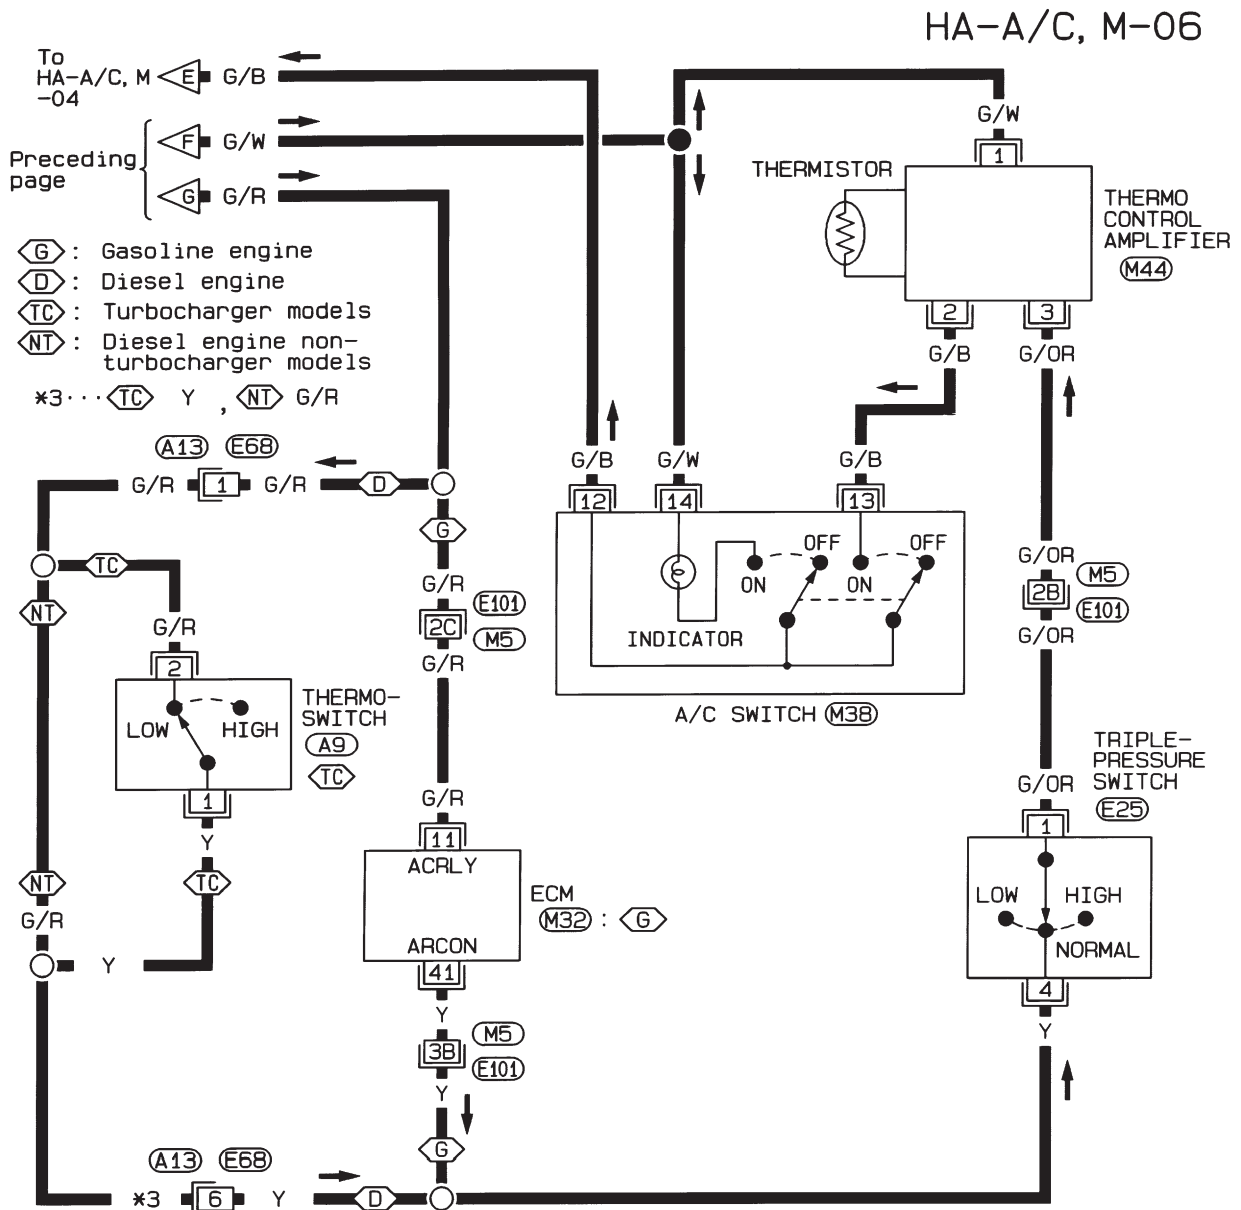 HA-A/C, M-06
To
HA-A/C, M
-04
E G/B
Preceding
page
F G/W
G G/R
G : Gasoline engine
D : Diesel engine
TC : Turbocharger models
NT : Diesel engine non-
turbocharger models
*3··· TC Y , NT G/R
G/W
1
THERMISTOR
THERMO
CONTROL
AMPLIFIER
M44
2 3
G/B G/OR
A13 E68
G/R 1 G/R D
G
TC
NT
G/R
2
THERMO-
SWITCH
A9
TC
LOW HIGH
1
Y
NT TC
G/R
Y
G/R
2C
E101
M5
G/R
G/R
11
ACRLY
ECM
M32 : G
ARCON
41
Y
3B
M5
E101
Y
G
G/B G/W G/B
12 14 13
OFF OFF
ON ON
INDICATOR
A/C SWITCH M38
G/OR
2B
M5
E101
G/OR
TRIPLE-
PRESSURE
SWITCH
E25
G/OR
1
LOW HIGH
NORMAL
4
Y
A13 E68
*3 6 Y D